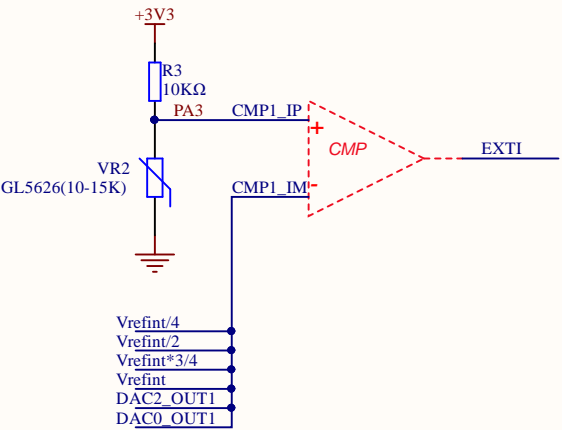 +3V3
R3
10KΩ
PA3
CMP1_IP
+
CMP
EXTI
VR2
GL5626(10-15K)
CMP1_IM
-
Vrefint/4
Vrefint/2
Vrefint*3/4
Vrefint
DAC2_OUT1
DAC0_OUT1